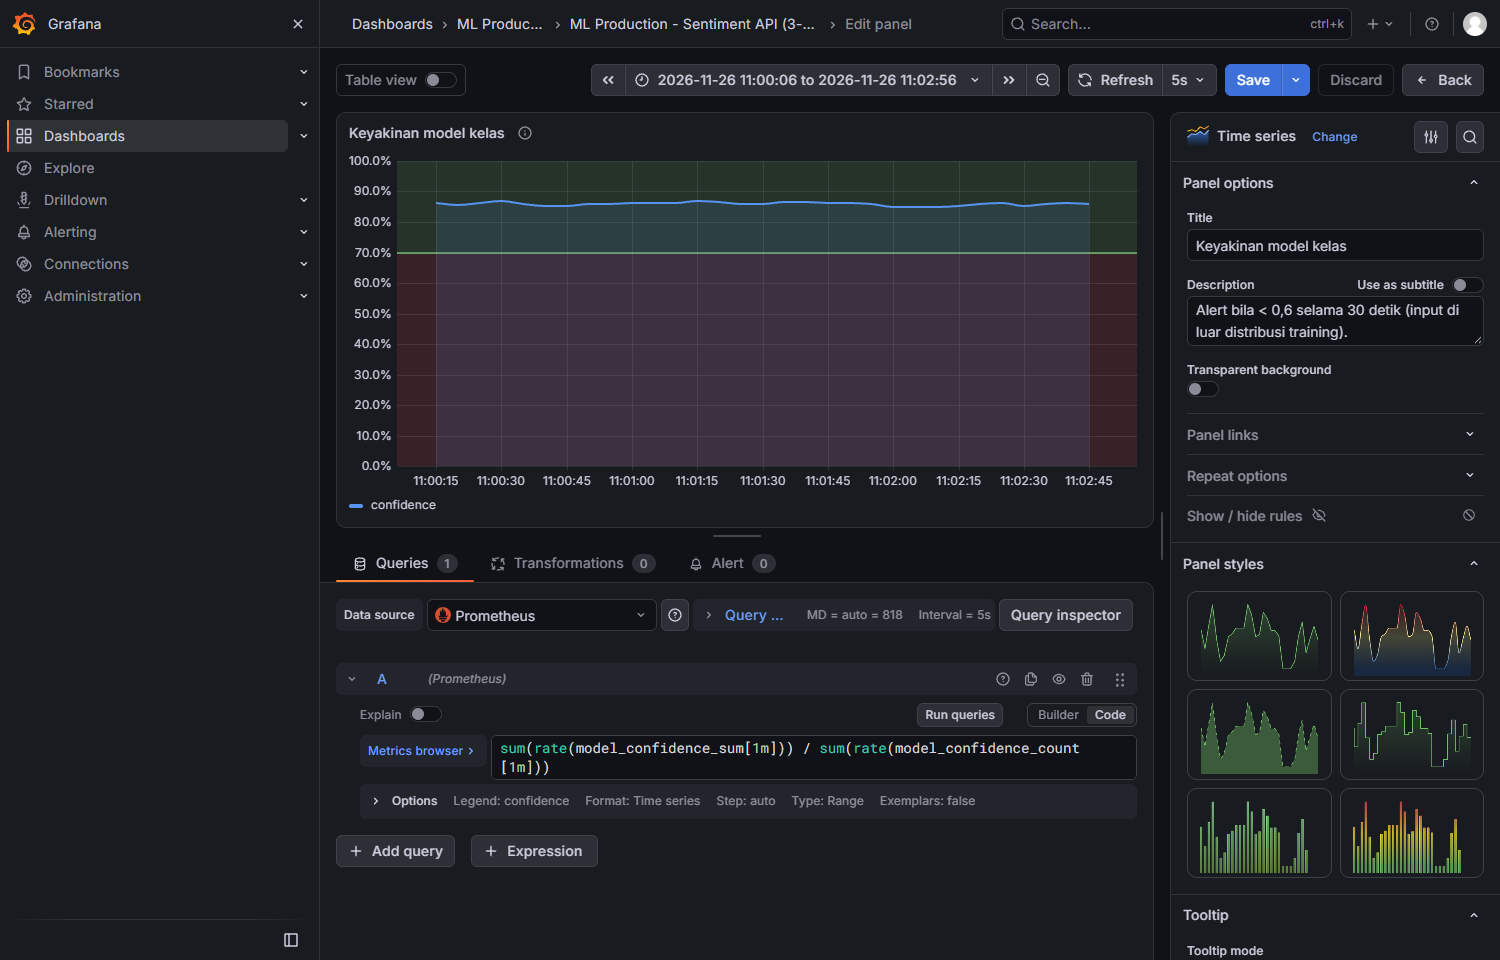 Grafana
Dashboards › ML Produc... › ML Production - Sentiment API (3-... › Edit panel
Search...
ctrl+k
Bookmarks
Starred
Dashboards
Explore
Drilldown
Alerting
Connections
Administration
Table view
2026-11-26 11:00:06 to 2026-11-26 11:02:56
Refresh
5s
Save
Discard
Back
Keyakinan model kelas
100.0%
90.0%
80.0%
70.0%
60.0%
50.0%
40.0%
30.0%
20.0%
10.0%
0.0%
11:00:15 11:00:30 11:00:45 11:01:00 11:01:15 11:01:30 11:01:45 11:02:00 11:02:15 11:02:30 11:02:45
confidence
Queries 1
Transformations 0
Alert 0
Data source
Prometheus
Query ...
MD = auto = 818
Interval = 5s
Query inspector
A
(Prometheus)
Explain
Run queries
Builder
Code
Metrics browser
sum(rate(model_confidence_sum[1m])) / sum(rate(model_confidence_count
[1m]))
Options
Legend: confidence
Format: Time series
Step: auto
Type: Range
Exemplars: false
Add query
Expression
Time series
Change
Panel options
Title
Keyakinan model kelas
Description
Use as subtitle
Alert bila < 0,6 selama 30 detik (input di
luar distribusi training).
Transparent background
Panel links
Repeat options
Show / hide rules
Panel styles
Tooltip
Tooltip mode